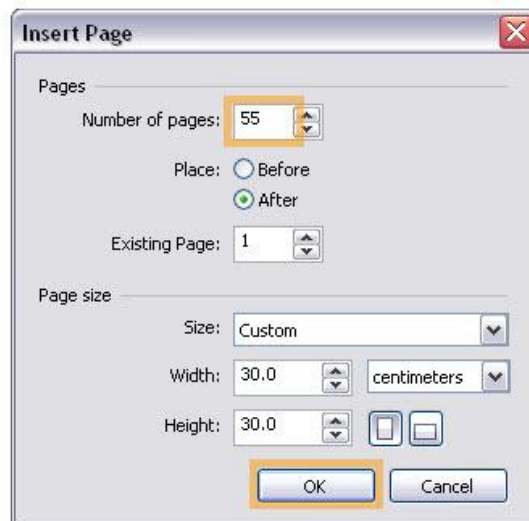 Insert Page
Pages
Number of pages: 55
Place: Before
After
Existing Page: 1
Page size
Size: Custom
Width: 30.0 centimeters
Height: 30.0
OK Cancel